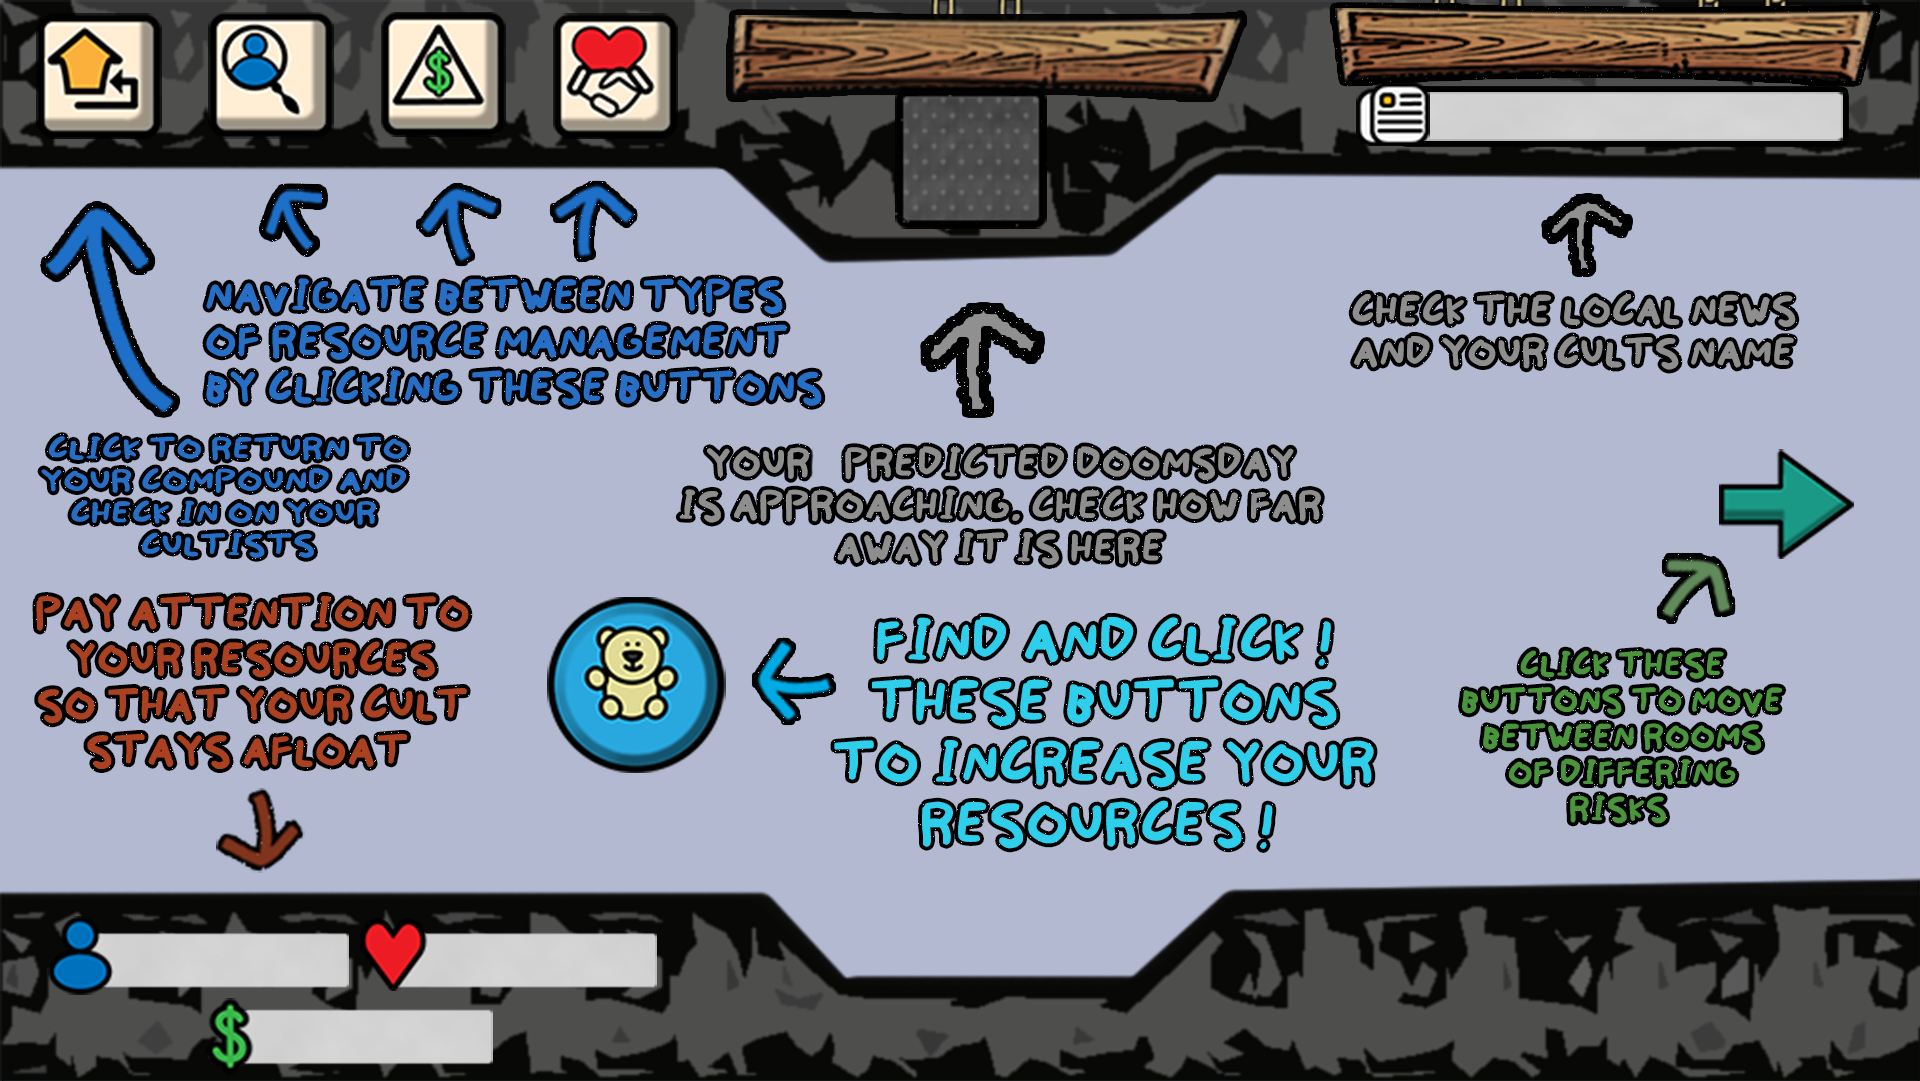 NAVIGATE BETWEEN TYPES
OF RESOURCE MANAGEMENT
BY CLICKING THESE BUTTONS
CHECK THE LOCAL NEWS
AND YOUR CULTS NAME
CLICK TO RETURN TO
YOUR COMPOUND AND
CHECK IN ON YOUR
CULTISTS
YOUR PREDICTED DOOMSDAY
IS APPROACHING. CHECK HOW FAR
AWAY IT IS HERE
PAY ATTENTION TO
YOUR RESOURCES
SO THAT YOUR CULT
STAYS AFLOAT
FIND AND CLICK !
THESE BUTTONS
TO INCREASE YOUR
RESOURCES !
CLICK THESE
BUTTONS TO MOVE
BETWEEN ROOMS
OF DIFFERING
RISKS